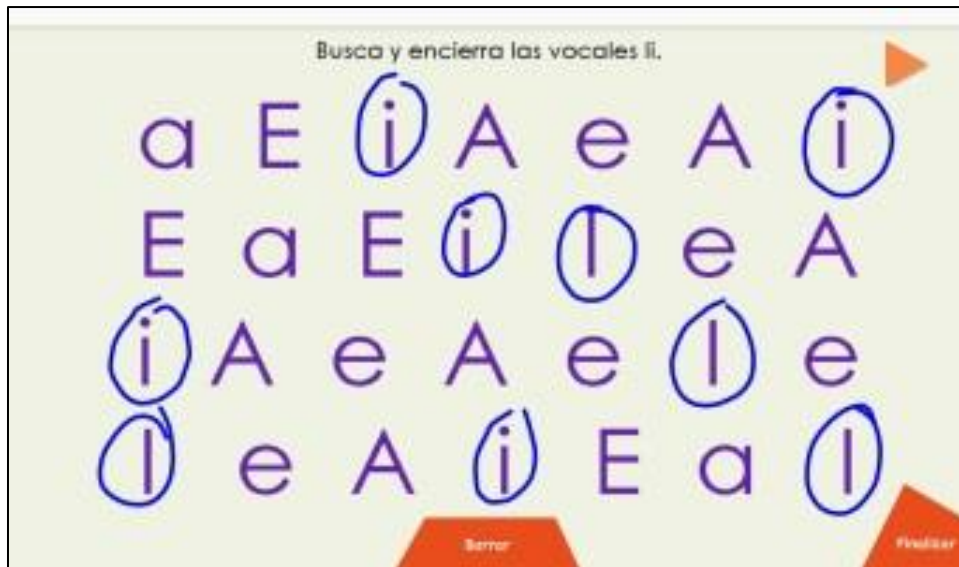 Busca y encierra las vocales Ii.
a E i A e A i
E a E i I e A
i A e A e I e
I e A i E a I
Borrar
Finalizar